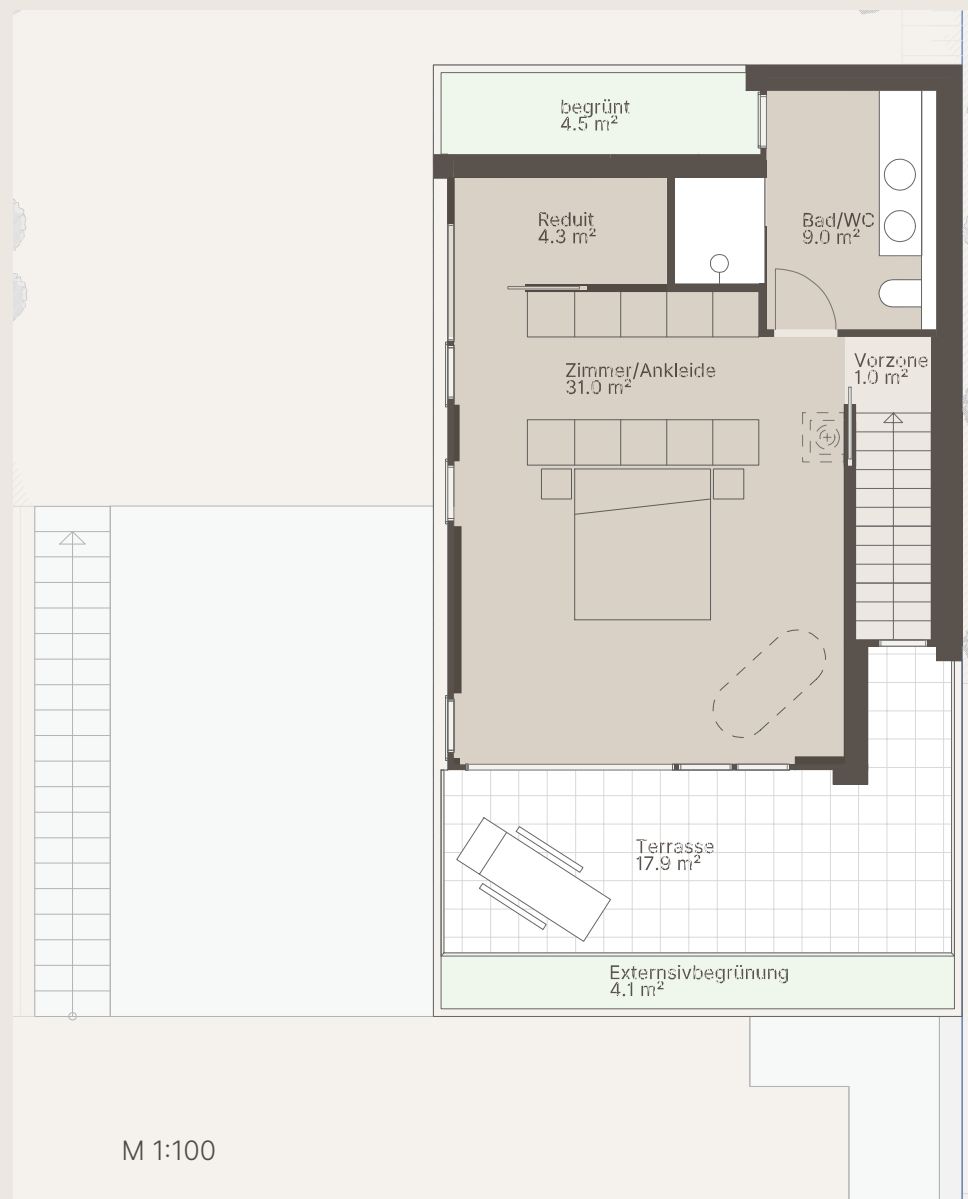 begrünt
4.5 m²
Reduit
4.3 m²
Bad/WC
9.0 m²
Zimmer/Ankleide
31.0 m²
Vorzone
1.0 m²
Terrasse
17.9 m²
Externsivbegrünung
4.1 m²
M 1:100